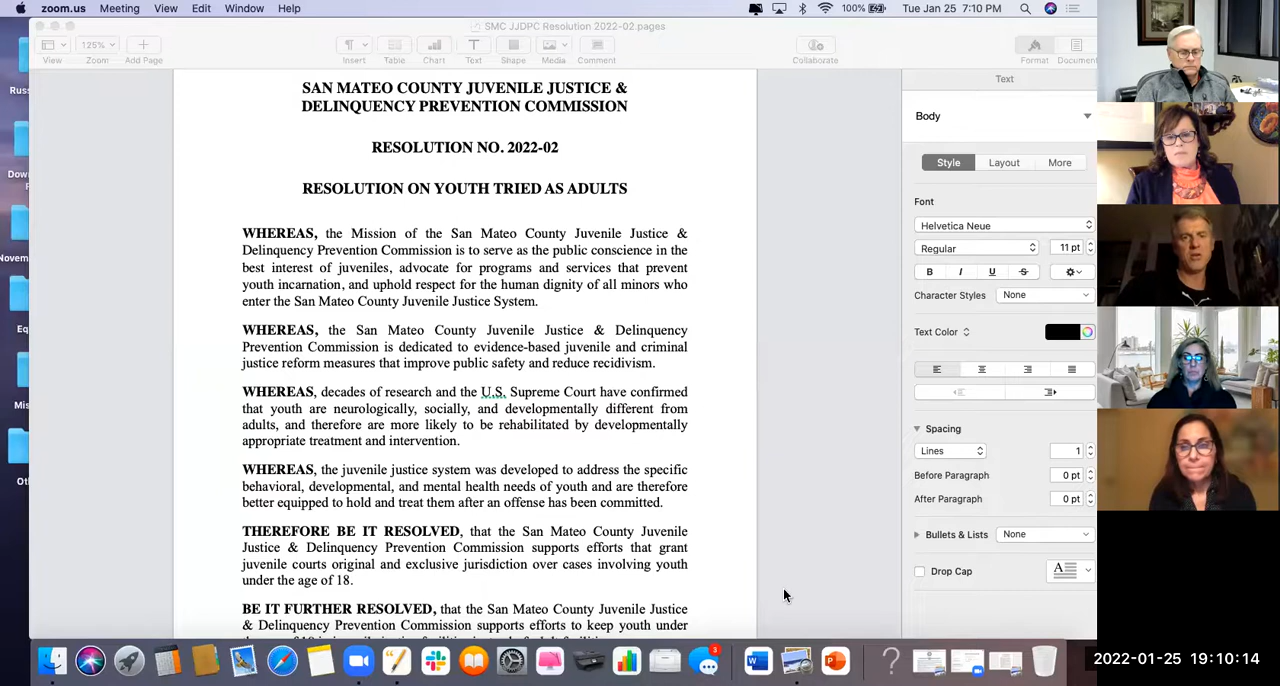 zoom.us Meeting View Edit Window Help 100% Tue Jan 25 7:10 PM
SMC JJDPC Resolution 2022-02.pages
125%
View Zoom Add Page Insert Table Chart Text Shape Media Comment Collaborate Format Document
SAN MATEO COUNTY JUVENILE JUSTICE &
DELINQUENCY PREVENTION COMMISSION
RESOLUTION NO. 2022-02
RESOLUTION ON YOUTH TRIED AS ADULTS
WHEREAS, the Mission of the San Mateo County Juvenile Justice &
Delinquency Prevention Commission is to serve as the public conscience in the
best interest of juveniles, advocate for programs and services that prevent
youth incarnation, and uphold respect for the human dignity of all minors who
enter the San Mateo County Juvenile Justice System.
WHEREAS, the San Mateo County Juvenile Justice & Delinquency
Prevention Commission is dedicated to evidence-based juvenile and criminal
justice reform measures that improve public safety and reduce recidivism.
WHEREAS, decades of research and the U.S. Supreme Court have confirmed
that youth are neurologically, socially, and developmentally different from
adults, and therefore are more likely to be rehabilitated by developmentally
appropriate treatment and intervention.
WHEREAS, the juvenile justice system was developed to address the specific
behavioral, developmental, and mental health needs of youth and are therefore
better equipped to hold and treat them after an offense has been committed.
THEREFORE BE IT RESOLVED, that the San Mateo County Juvenile
Justice & Delinquency Prevention Commission supports efforts that grant
juvenile courts original and exclusive jurisdiction over cases involving youth
under the age of 18.
BE IT FURTHER RESOLVED, that the San Mateo County Juvenile Justice
& Delinquency Prevention Commission supports efforts to keep youth under
Text
Body
Style Layout More
Font
Helvetica Neue
Regular 11 pt
B I U S
Character Styles None
Text Color
Spacing
Lines 1
Before Paragraph 0 pt
After Paragraph 0 pt
Bullets & Lists None
Drop Cap
3
2022-01-25 19:10:14